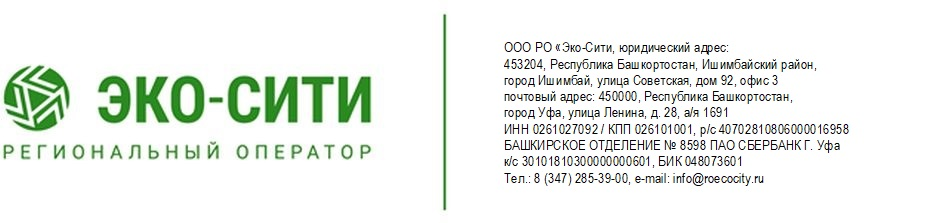 ЭКО-СИТИ
РЕГИОНАЛЬНЫЙ ОПЕРАТОР
ООО РО «Эко-Сити, юридический адрес:
453204, Республика Башкортостан, Ишимбайский район,
город Ишимбай, улица Советская, дом 92, офис 3
почтовый адрес: 450000, Республика Башкортостан,
город Уфа, улица Ленина, д. 28, а/я 1691
ИНН 0261027092 / КПП 026101001, р/с 40702810806000016958
БАШКИРСКОЕ ОТДЕЛЕНИЕ № 8598 ПАО СБЕРБАНК Г. Уфа
к/с 30101810300000000601, БИК 048073601
Тел.: 8 (347) 285-39-00, e-mail: info@roecocity.ru